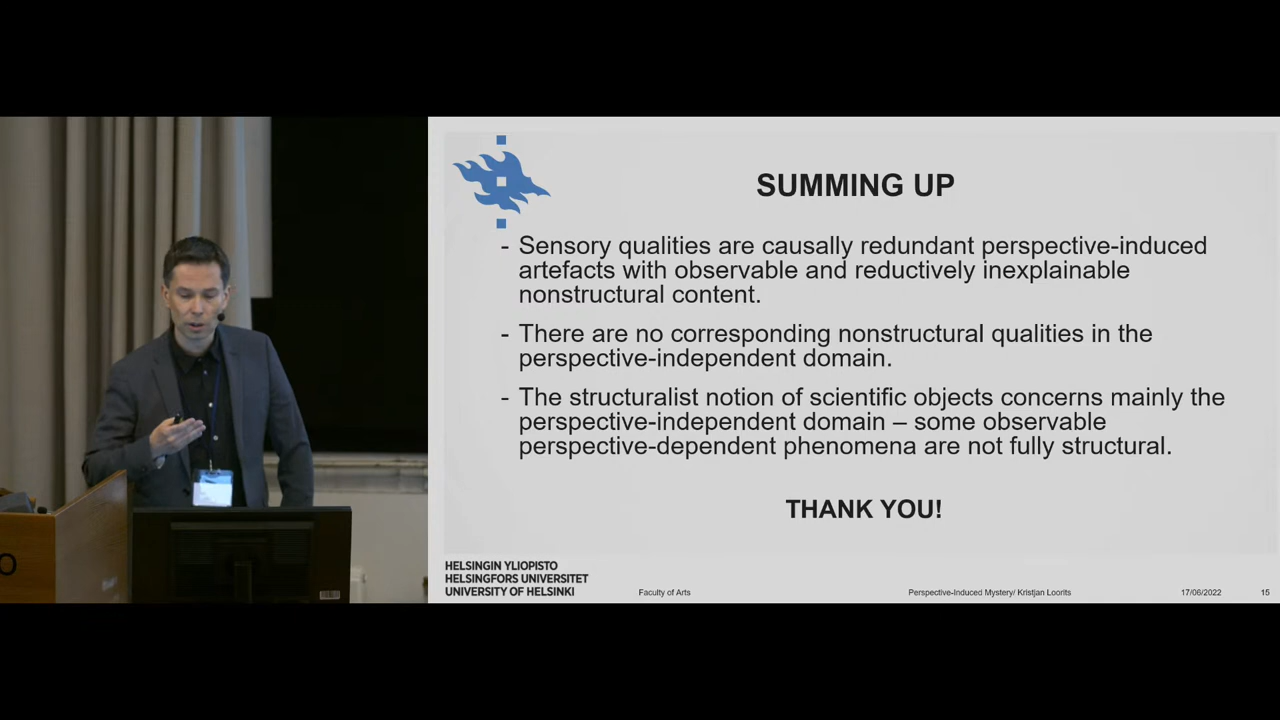 SUMMING UP
- Sensory qualities are causally redundant perspective-induced
artefacts with observable and reductively inexplainable
nonstructural content.
- There are no corresponding nonstructural qualities in the
perspective-independent domain.
- The structuralist notion of scientific objects concerns mainly the
perspective-independent domain – some observable
perspective-dependent phenomena are not fully structural.
THANK YOU!
HELSINGIN YLIOPISTO
HELSINGFORS UNIVERSITET
UNIVERSITY OF HELSINKI
Faculty of Arts
Perspective-Induced Mystery/ Kristjan Loorits
17/06/2022
15